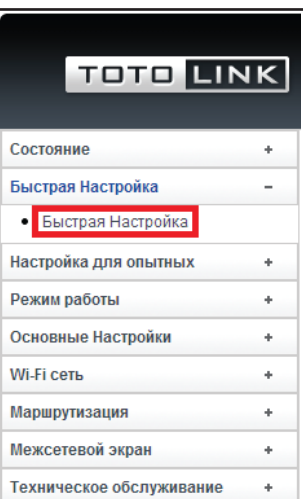 TOTO LINK
Состояние +
Быстрая Настройка -
• Быстрая Настройка
Настройка для опытных +
Режим работы +
Основные Настройки +
Wi-Fi сеть +
Маршрутизация +
Межсетевой экран +
Техническое обслуживание +